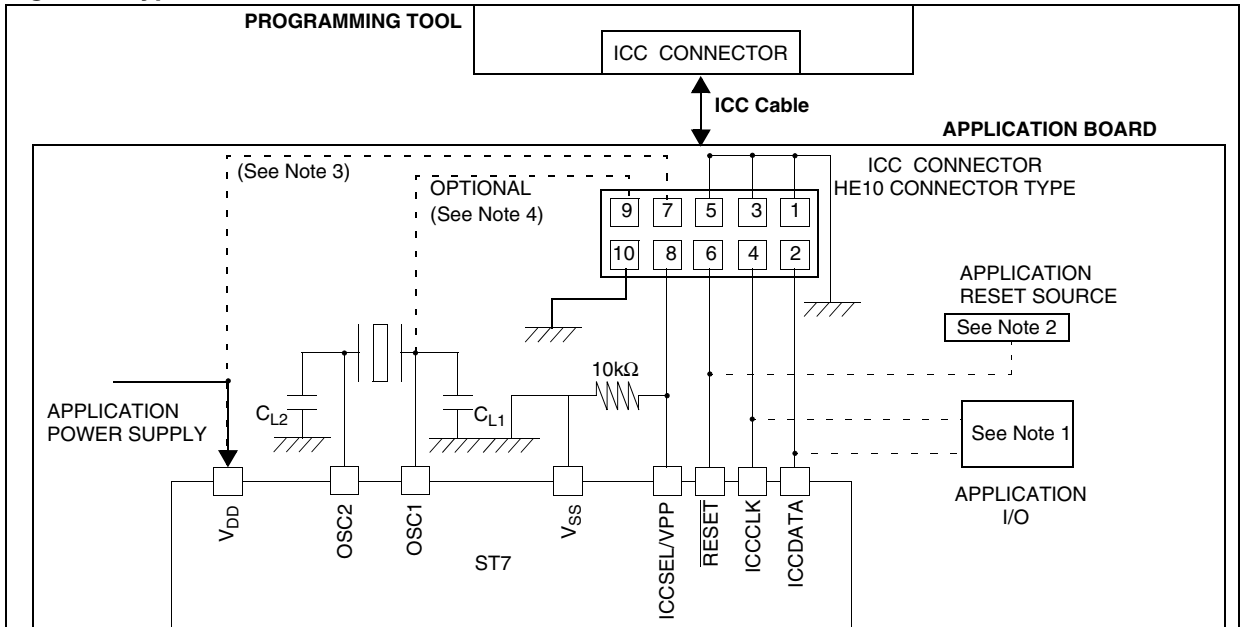 PROGRAMMING TOOL
ICC CONNECTOR
ICC Cable
APPLICATION BOARD
(See Note 3)
OPTIONAL
(See Note 4)
ICC CONNECTOR
HE10 CONNECTOR TYPE
9 7 5 3 1
10 8 6 4 2
APPLICATION
RESET SOURCE
See Note 2
10kΩ
APPLICATION
POWER SUPPLY
CL2
CL1
See Note 1
APPLICATION
I/O
VDD
OSC2
OSC1
VSS
ICCSEL/VPP
RESET
ICCCLK
ICCDATA
ST7